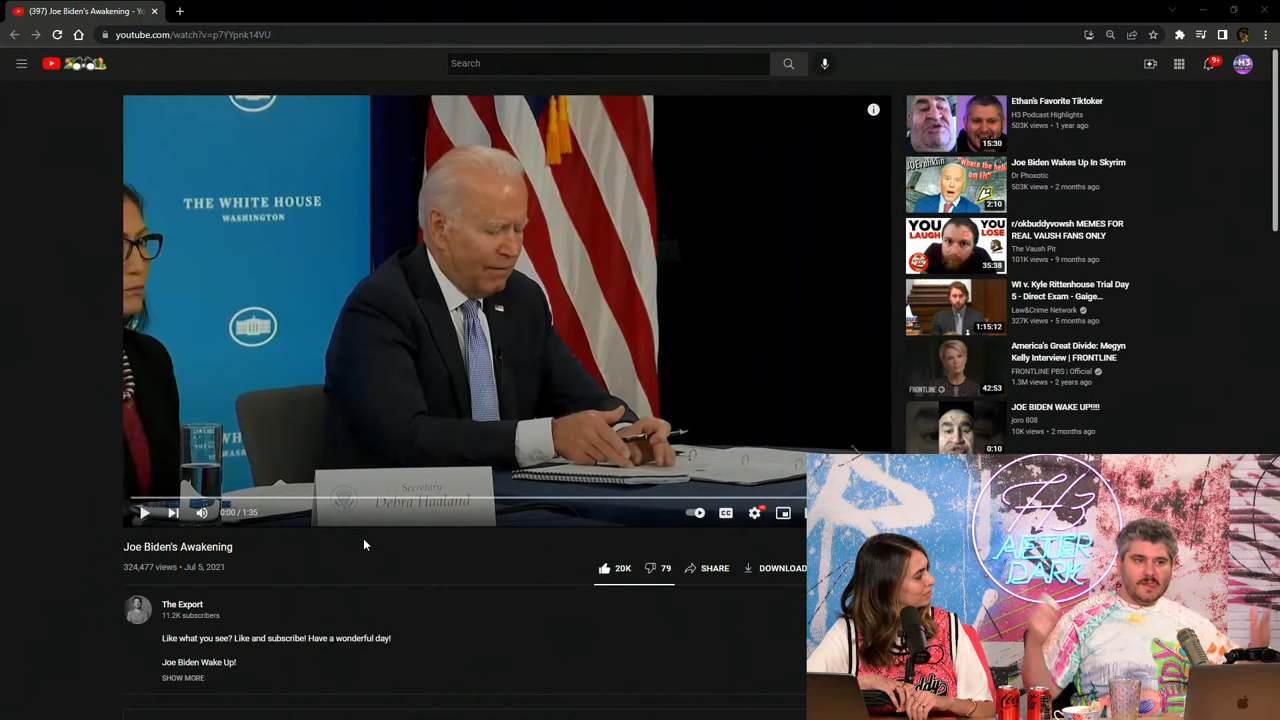 (397) Joe Biden's Awakening - Yo
youtube.com/watch?v=p7YYpnk14VU
Search
9+
H3
THE WHITE HOUSE
WASHINGTON
Secretary
Debra Haaland
0:00 / 1:35
CC
Joe Biden's Awakening
324,477 views • Jul 5, 2021
20K
79
SHARE
DOWNLOAD
The Export
11.2K subscribers
Like what you see? Like and subscribe! Have a wonderful day!
Joe Biden Wake Up!
SHOW MORE
15:30
Ethan's Favorite Tiktoker
H3 Podcast Highlights
503K views • 1 year ago
"Where the hell
am I?!"
2:10
Joe Biden Wakes Up In Skyrim
Dr Phoxotic
503K views • 2 months ago
YOU YOU
LAUGH LOSE
35:38
r/okbuddyvowsh MEMES FOR
REAL VAUSH FANS ONLY
The Vaush Pit
101K views • 9 months ago
1:15:12
WI v. Kyle Rittenhouse Trial Day
5 - Direct Exam - Gaige...
Law&Crime Network
327K views • 5 months ago
FRONTLINE
42:53
America's Great Divide: Megyn
Kelly Interview | FRONTLINE
FRONTLINE PBS | Official
1.3M views • 2 years ago
0:10
JOE BIDEN WAKE UP!!!!
joro 808
10K views • 2 months ago
H3
AFTER
DARK